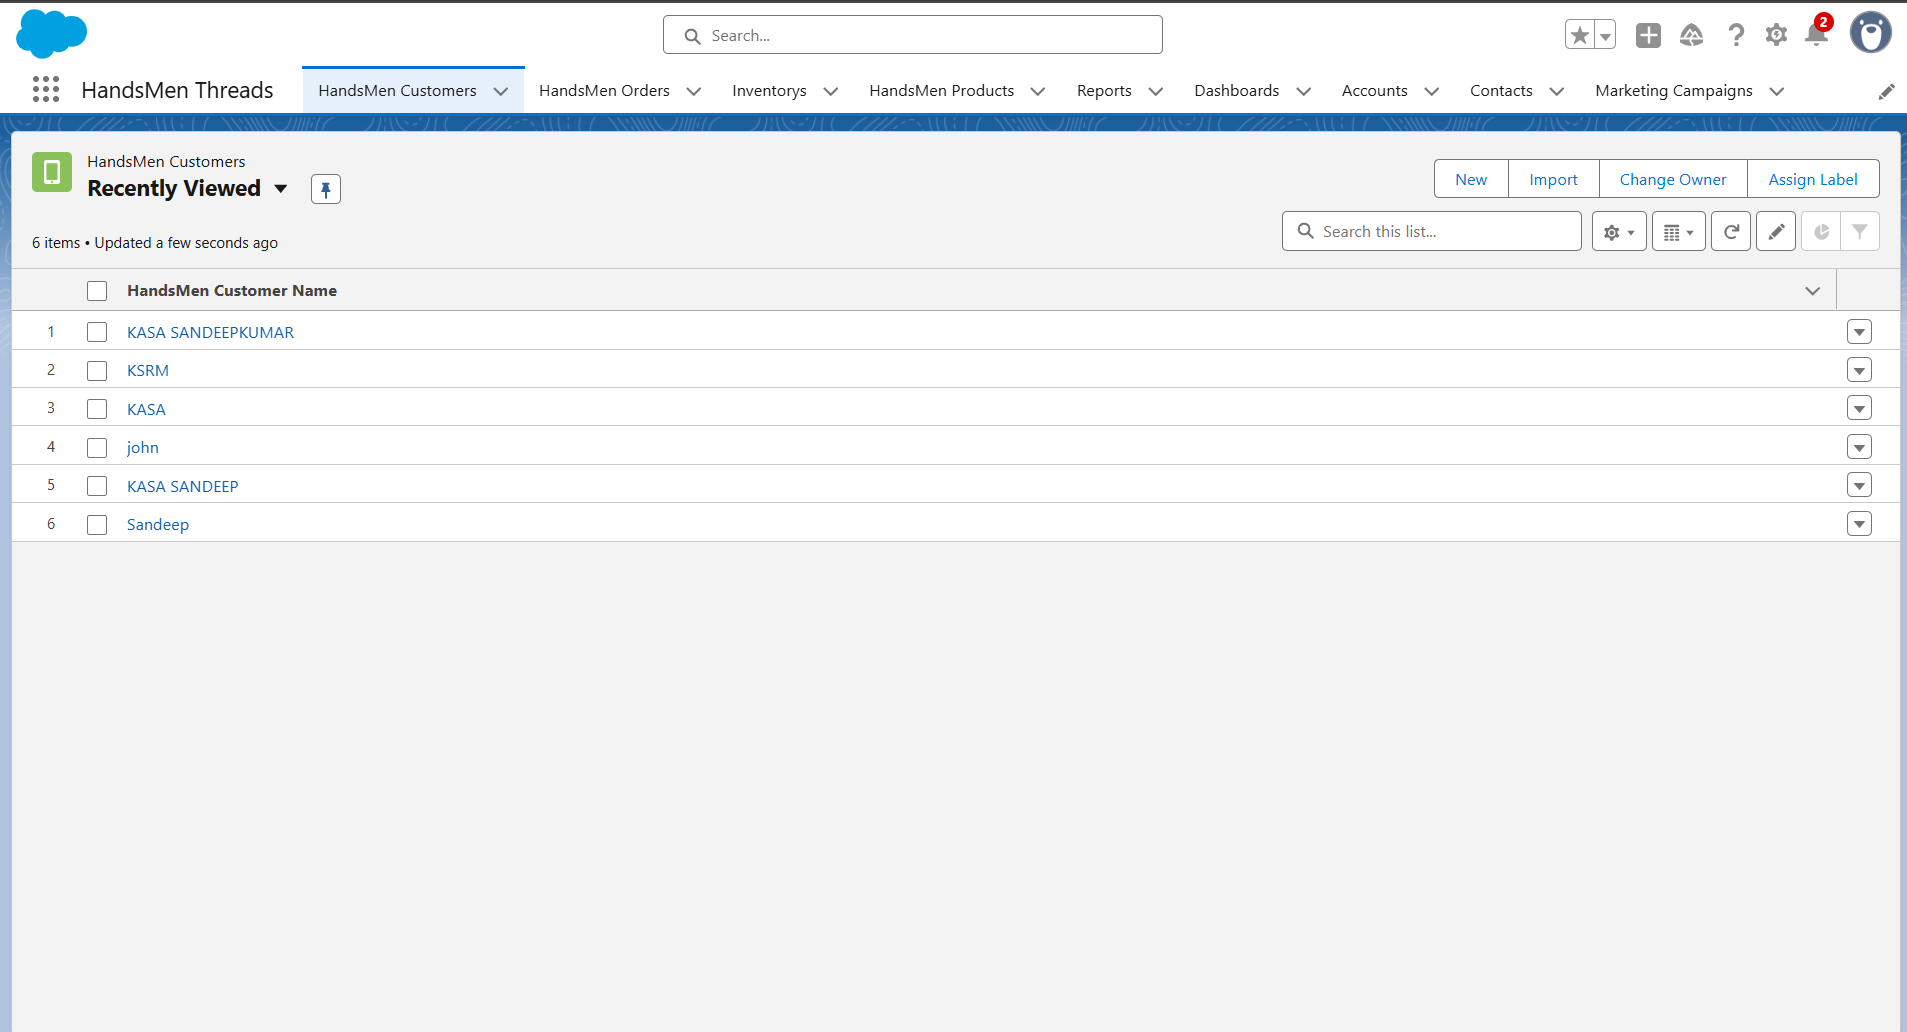 Search...
2
HandsMen Threads
HandsMen Customers
HandsMen Orders
Inventorys
HandsMen Products
Reports
Dashboards
Accounts
Contacts
Marketing Campaigns
HandsMen Customers
Recently Viewed
New
Import
Change Owner
Assign Label
6 items • Updated a few seconds ago
Search this list...
HandsMen Customer Name
1 KASA SANDEEPKUMAR
2 KSRM
3 KASA
4 john
5 KASA SANDEEP
6 Sandeep